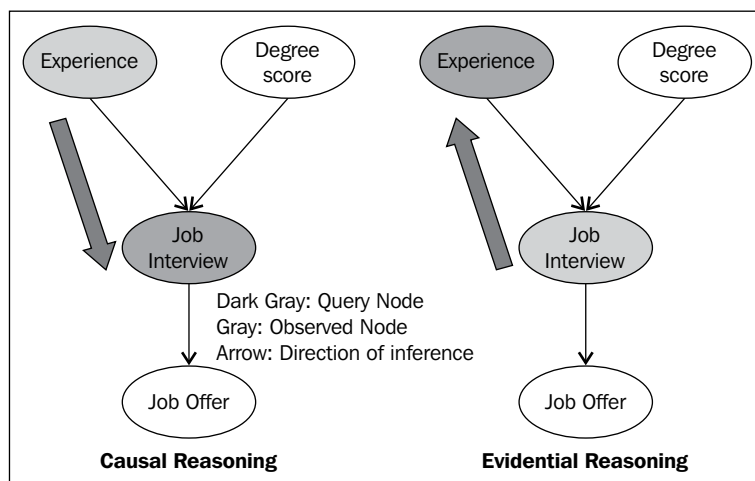 Experience
Degree
score
Job
Interview
Dark Gray: Query Node
Gray: Observed Node
Arrow: Direction of inference
Job Offer
Causal Reasoning
Experience
Degree
score
Job
Interview
Job Offer
Evidential Reasoning